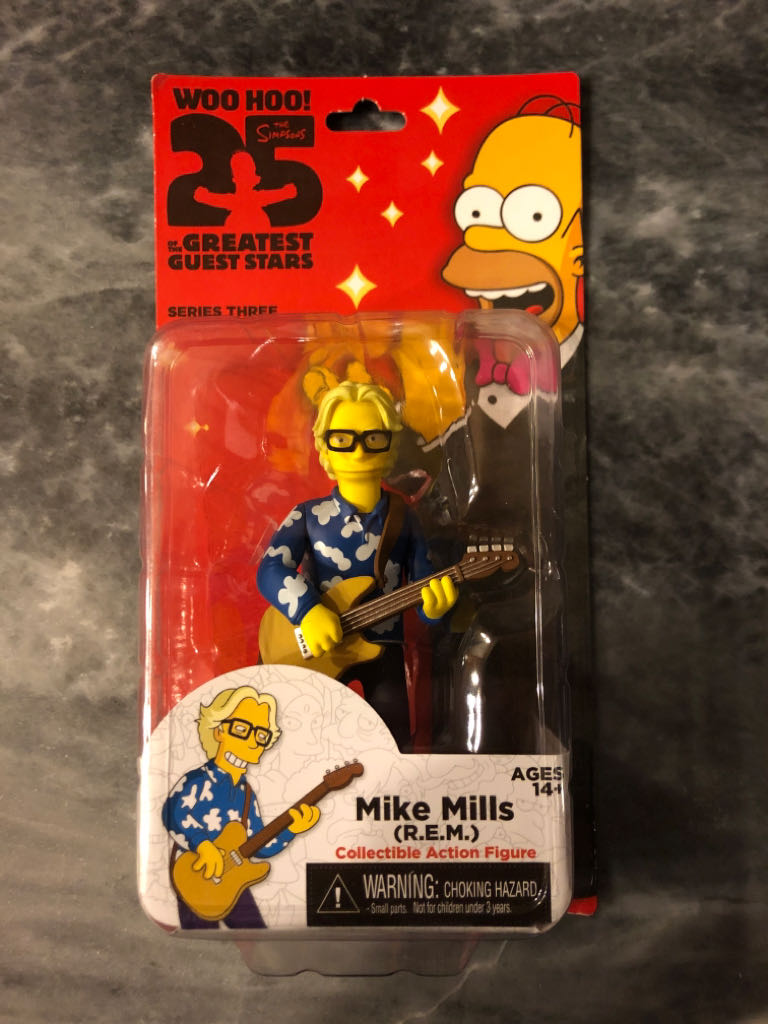 WOO HOO!
25
THE
SIMPSONS
OF THE GREATEST
GUEST STARS
SERIES THREE
AGES
14+
Mike Mills
(R.E.M.)
Collectible Action Figure
WARNING: CHOKING HAZARD-
- Small parts. Not for children under 3 years.